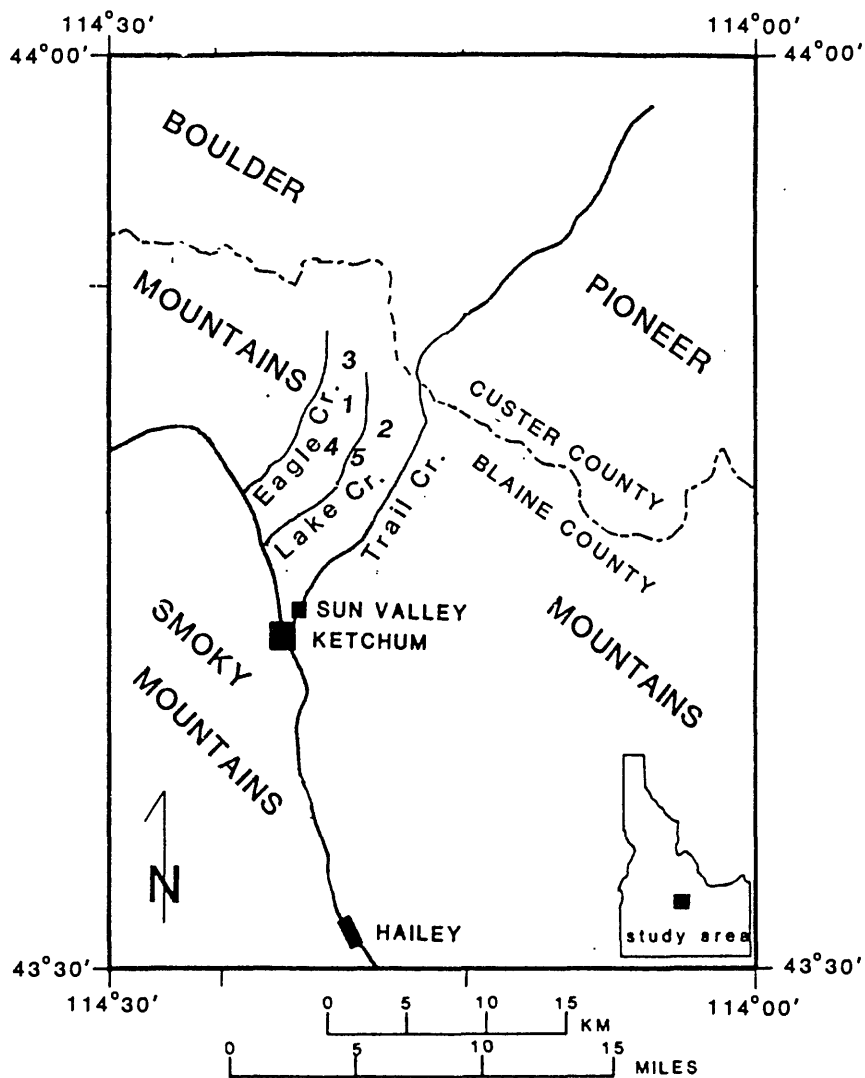 114°30′
114°00′
44°00′
44°00′
BOULDER
MOUNTAINS
PIONEER
3
1
2
4
5
Eagle Cr.
Lake Cr.
Trail Cr.
CUSTER COUNTY
BLAINE COUNTY
SUN VALLEY
KETCHUM
SMOKY
MOUNTAINS
MOUNTAINS
N
HAILEY
study area
43°30′
43°30′
114°30′
114°00′
0 5 10 15
KM
0 5 10 15
MILES